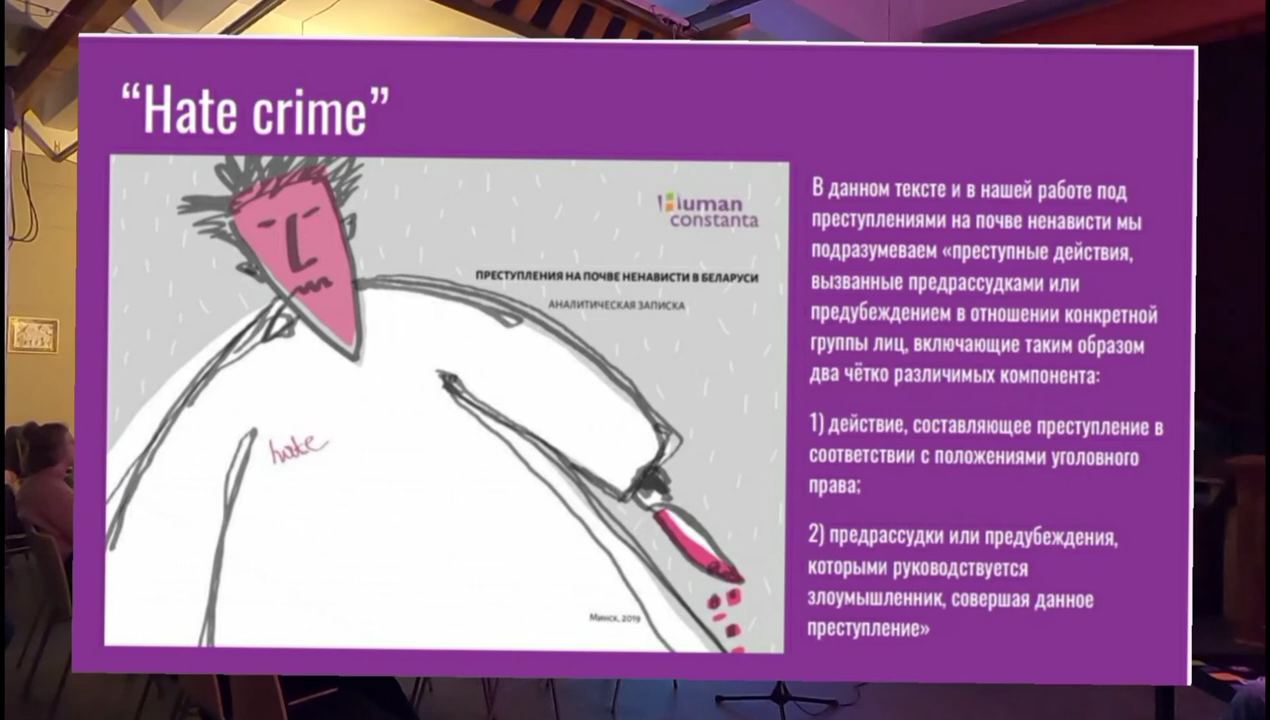 “Hate crime”
Human
constanta
ПРЕСТУПЛЕНИЯ НА ПОЧВЕ НЕНАВИСТИ В БЕЛАРУСИ
АНАЛИТИЧЕСКАЯ ЗАПИСКА
hate
Минск, 2019
В данном тексте и в нашей работе под
преступлениями на почве ненависти мы
подразумеваем «преступные действия,
вызванные предрассудками или
предубеждением в отношении конкретной
группы лиц, включающие таким образом
два чётко различимых компонента:
1) действие, составляющее преступление в
соответствии с положениями уголовного
права;
2) предрассудки или предубеждения,
которыми руководствуется
злоумышленник, совершая данное
преступление»